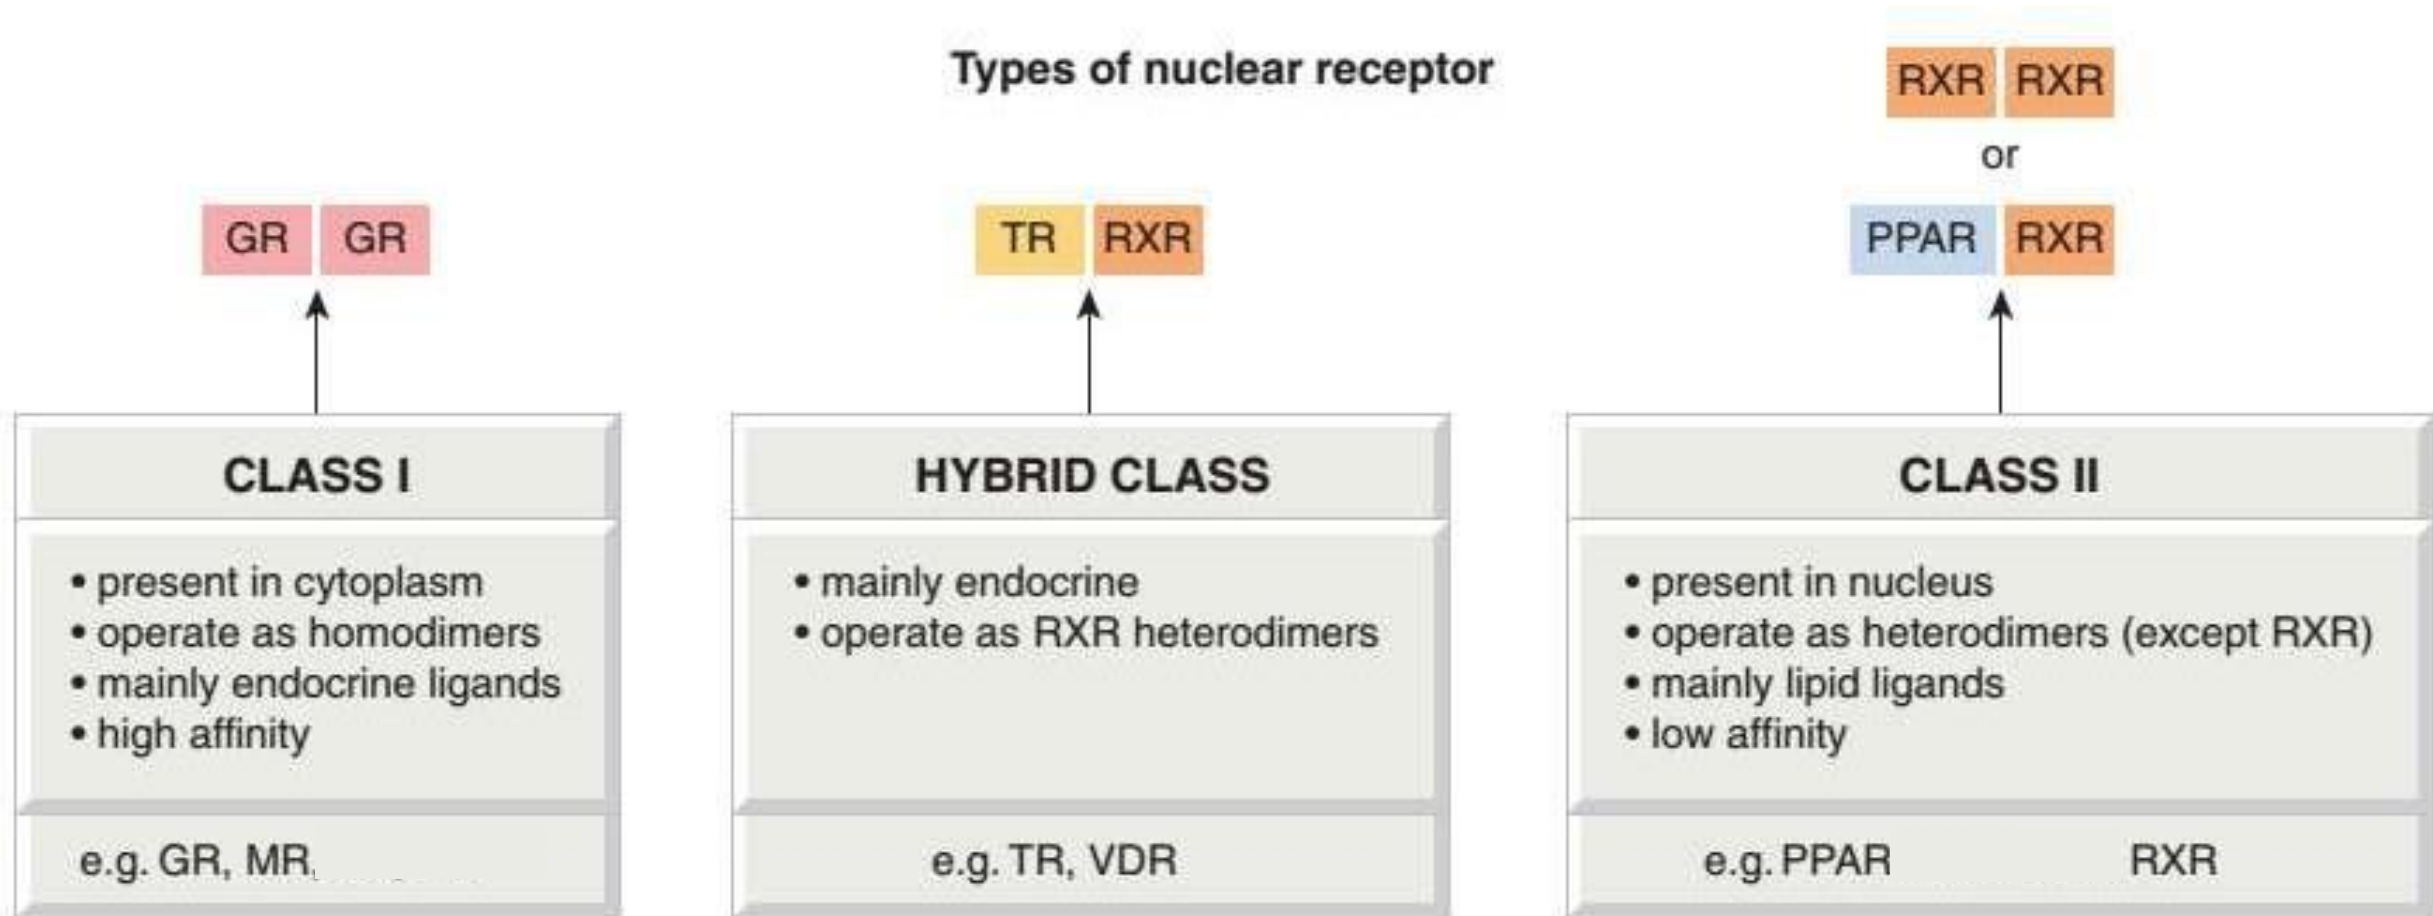 Types of nuclear receptor
GR GR
TR RXR
RXR RXR
or
PPAR RXR
CLASS I
• present in cytoplasm
• operate as homodimers
• mainly endocrine ligands
• high affinity
e.g. GR, MR
HYBRID CLASS
• mainly endocrine
• operate as RXR heterodimers
e.g. TR, VDR
CLASS II
• present in nucleus
• operate as heterodimers (except RXR)
• mainly lipid ligands
• low affinity
e.g. PPAR RXR